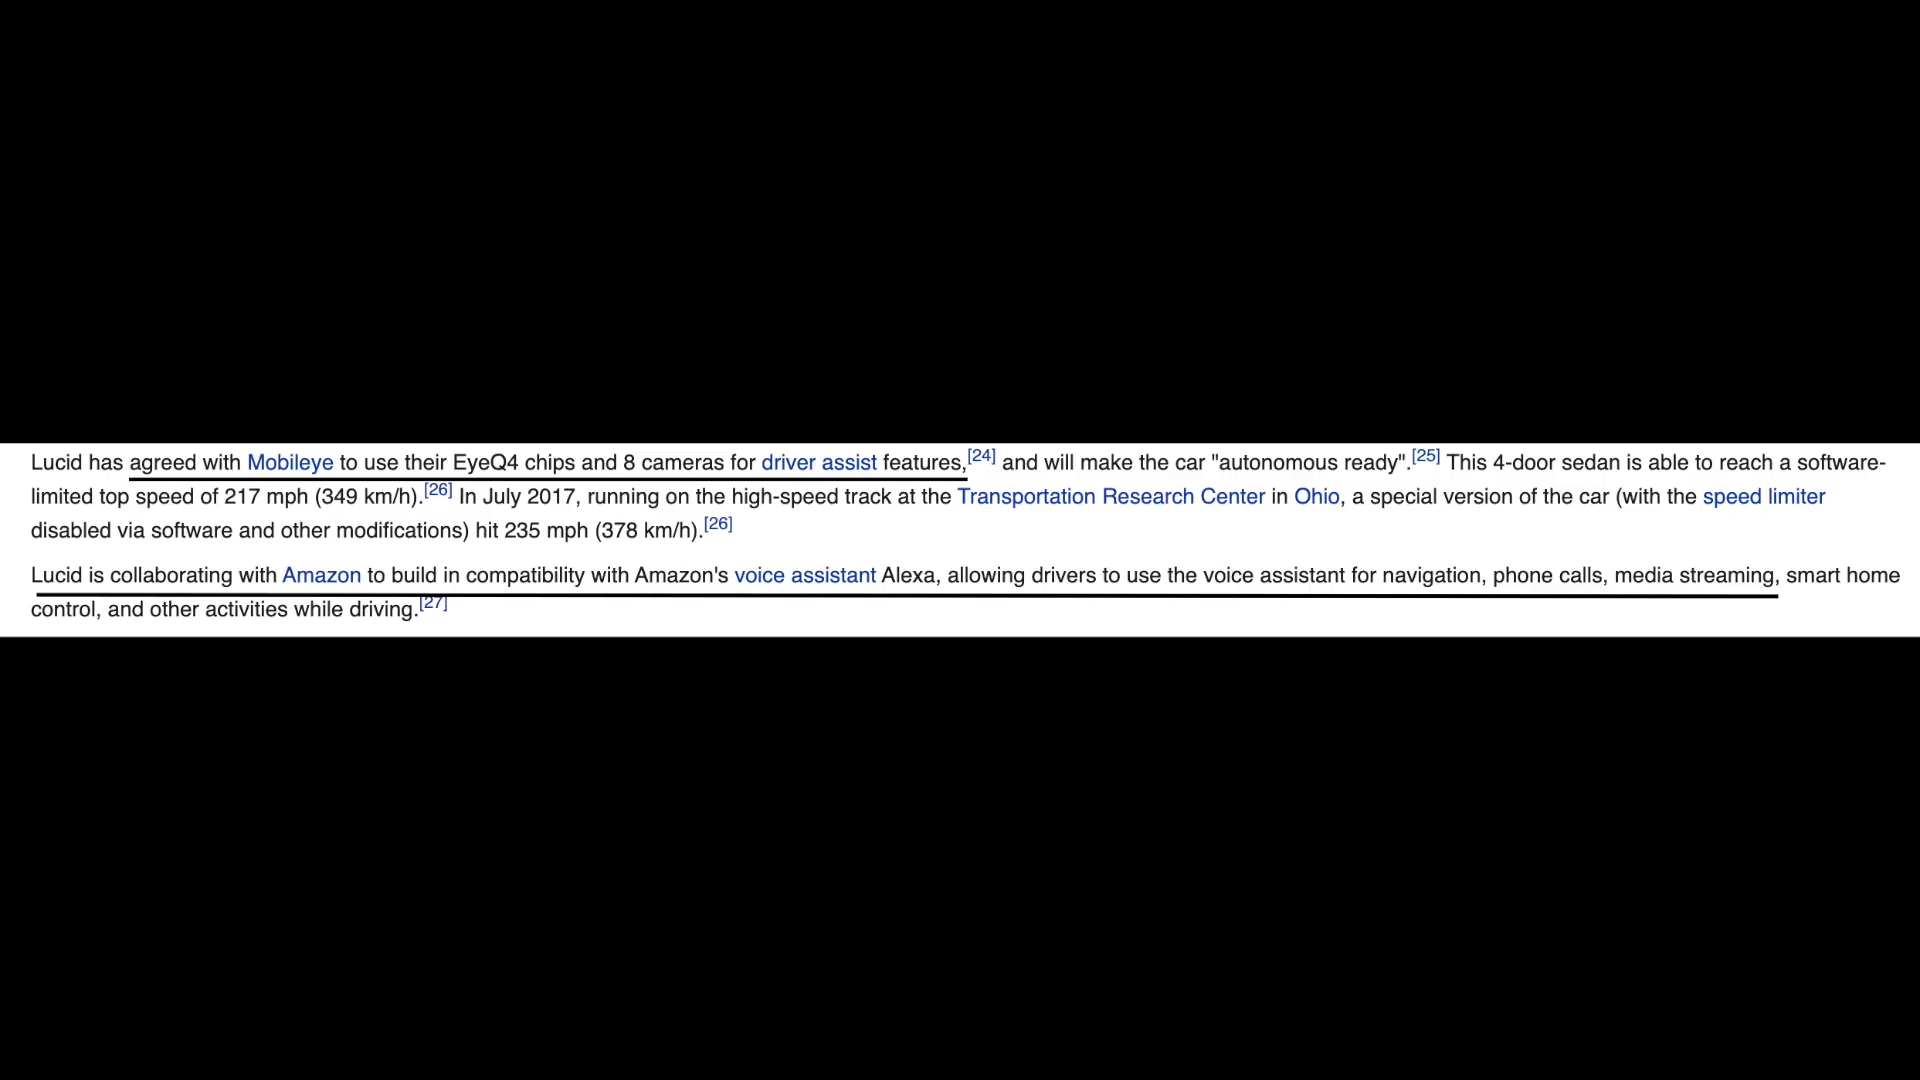 Lucid has agreed with Mobileye to use their EyeQ4 chips and 8 cameras for driver assist features,[24] and will make the car "autonomous ready".[25] This 4-door sedan is able to reach a software-
limited top speed of 217 mph (349 km/h).[26] In July 2017, running on the high-speed track at the Transportation Research Center in Ohio, a special version of the car (with the speed limiter
disabled via software and other modifications) hit 235 mph (378 km/h).[26]
Lucid is collaborating with Amazon to build in compatibility with Amazon's voice assistant Alexa, allowing drivers to use the voice assistant for navigation, phone calls, media streaming, smart home
control, and other activities while driving.[27]